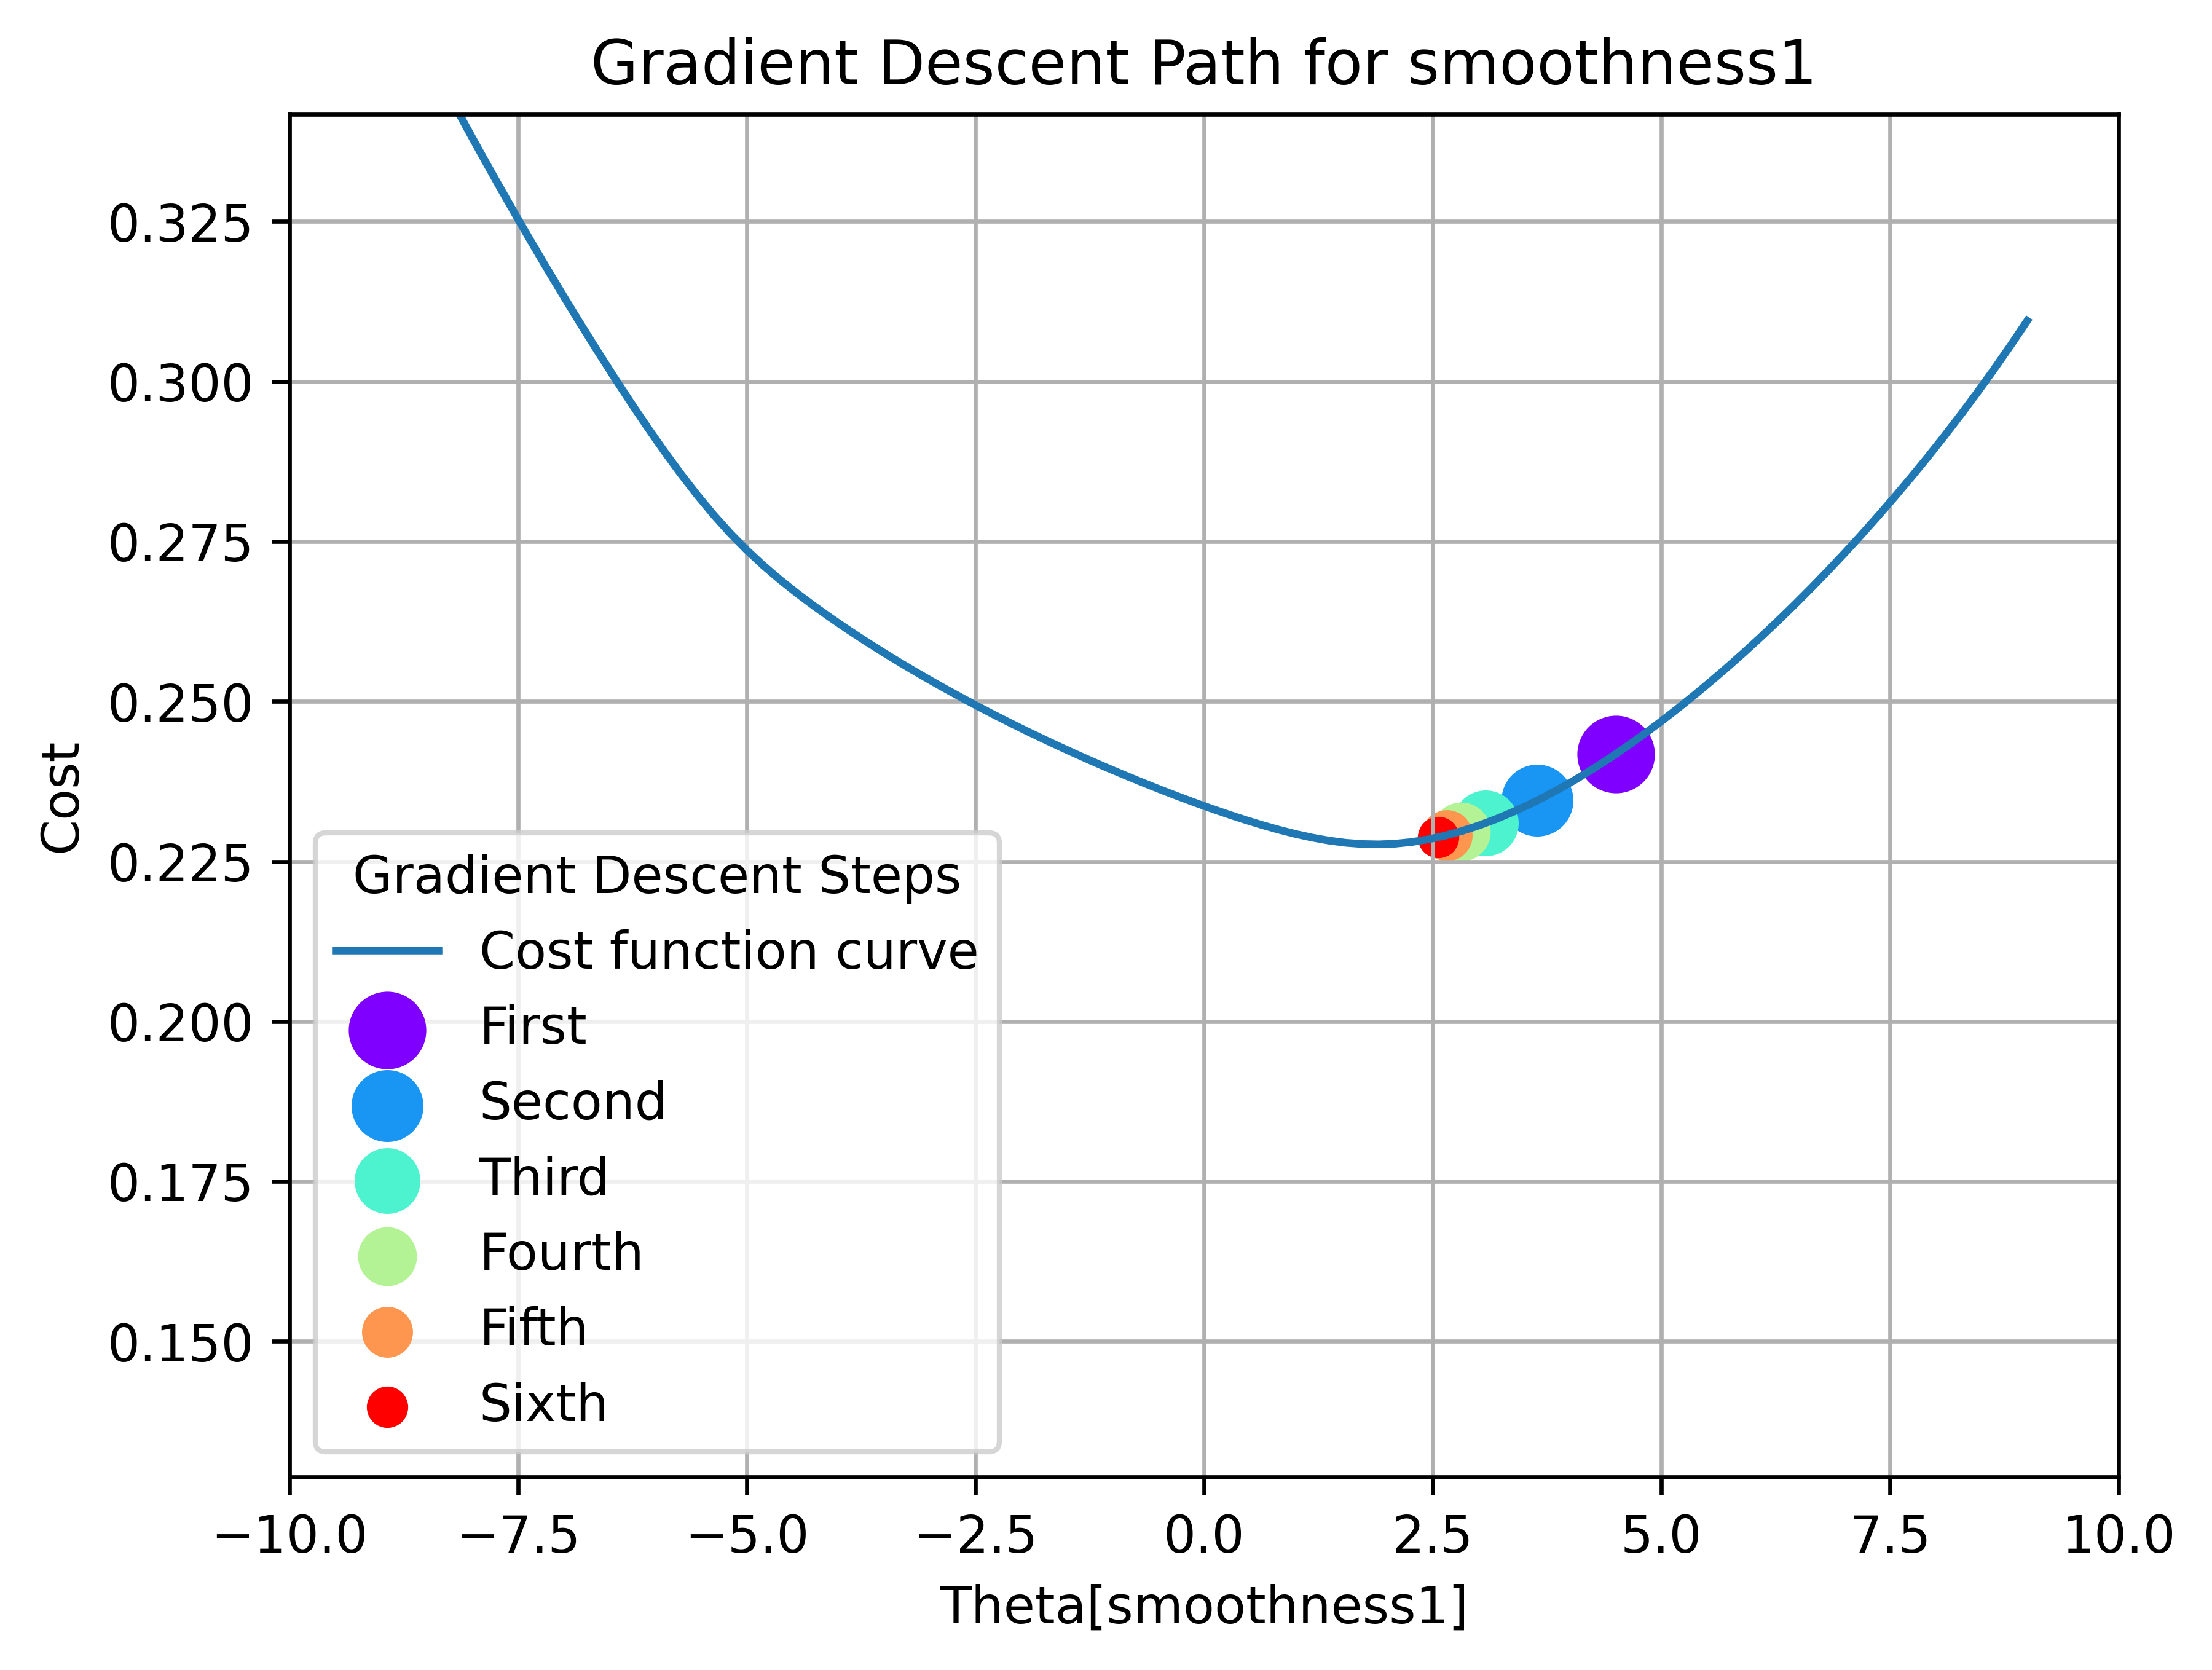 Gradient Descent Path for smoothness1
Cost
0.325
0.300
0.275
0.250
0.225
0.200
0.175
0.150
Gradient Descent Steps
Cost function curve
First
Second
Third
Fourth
Fifth
Sixth
−10.0 −7.5 −5.0 −2.5 0.0 2.5 5.0 7.5 10.0
Theta[smoothness1]